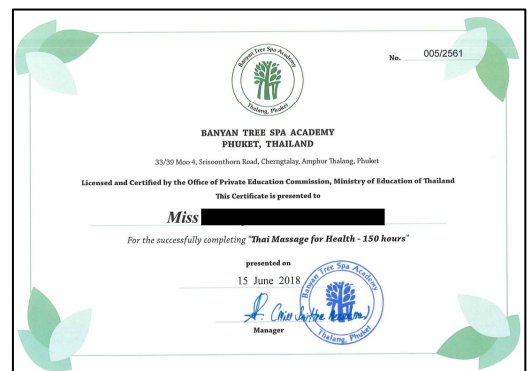 Banyan Tree Spa Academy
Thalang, Phuket
No. 005/2561
BANYAN TREE SPA ACADEMY
PHUKET, THAILAND
33/39 Moo 4, Srisoonthorn Road, Cherngtalay, Amphur Thalang, Phuket
Licensed and Certified by the Office of Private Education Commission, Ministry of Education of Thailand
This Certificate is presented to
Miss
For the successfully completing "Thai Massage for Health - 150 hours"
presented on
15 June 2018
Banyan Tree Spa Academy
(Miss
Manager
Thalang, Phuket